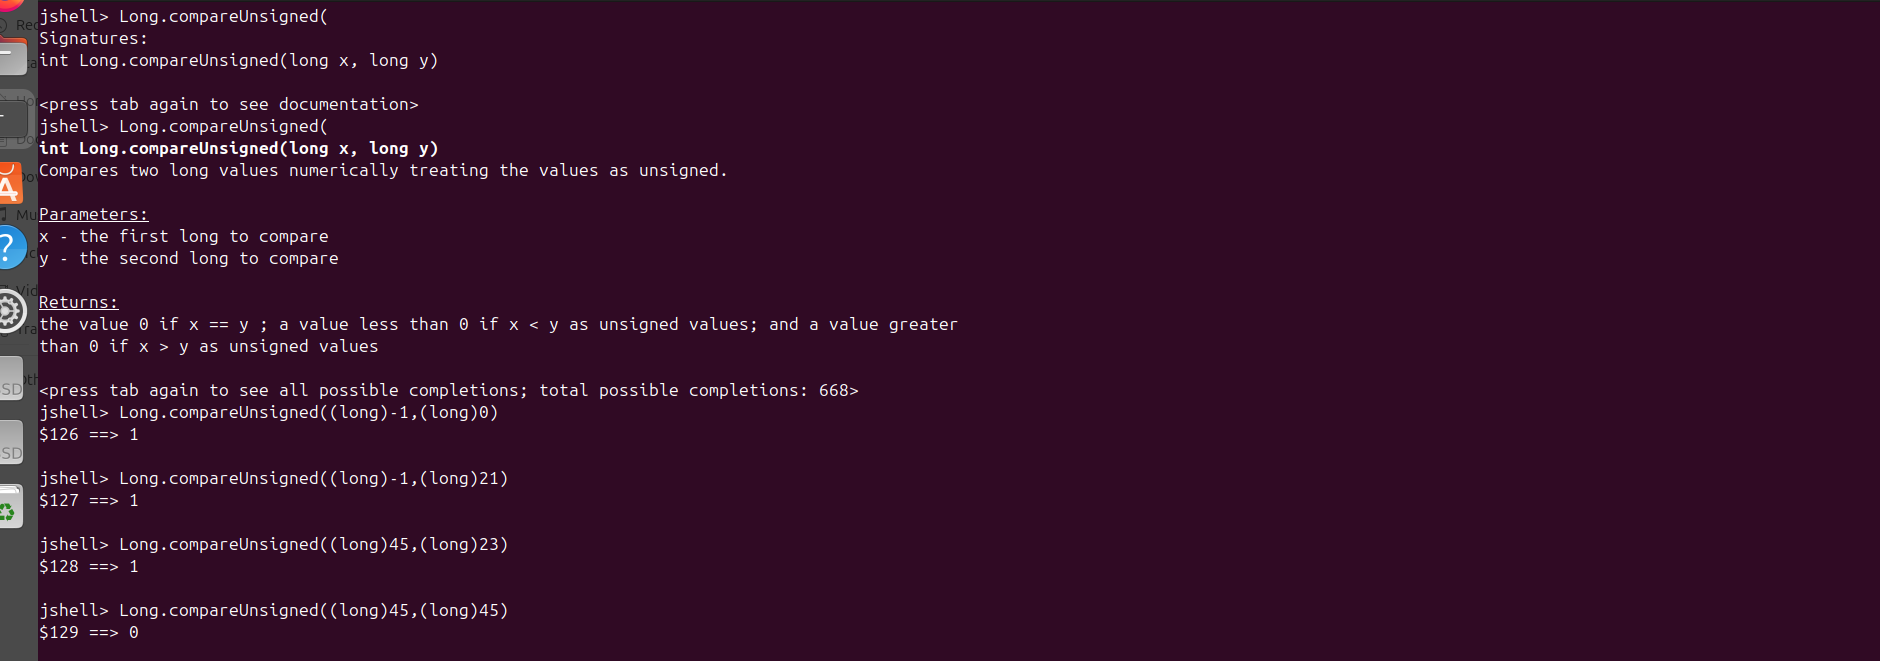 jshell> Long.compareUnsigned(
Signatures:
int Long.compareUnsigned(long x, long y)
<press tab again to see documentation>
jshell> Long.compareUnsigned(
int Long.compareUnsigned(long x, long y)
Compares two long values numerically treating the values as unsigned.
Parameters:
x - the first long to compare
y - the second long to compare
Returns:
the value 0 if x == y ; a value less than 0 if x < y as unsigned values; and a value greater
than 0 if x > y as unsigned values
<press tab again to see all possible completions; total possible completions: 668>
jshell> Long.compareUnsigned((long)-1,(long)0)
$126 ==> 1
jshell> Long.compareUnsigned((long)-1,(long)21)
$127 ==> 1
jshell> Long.compareUnsigned((long)45,(long)23)
$128 ==> 1
jshell> Long.compareUnsigned((long)45,(long)45)
$129 ==> 0